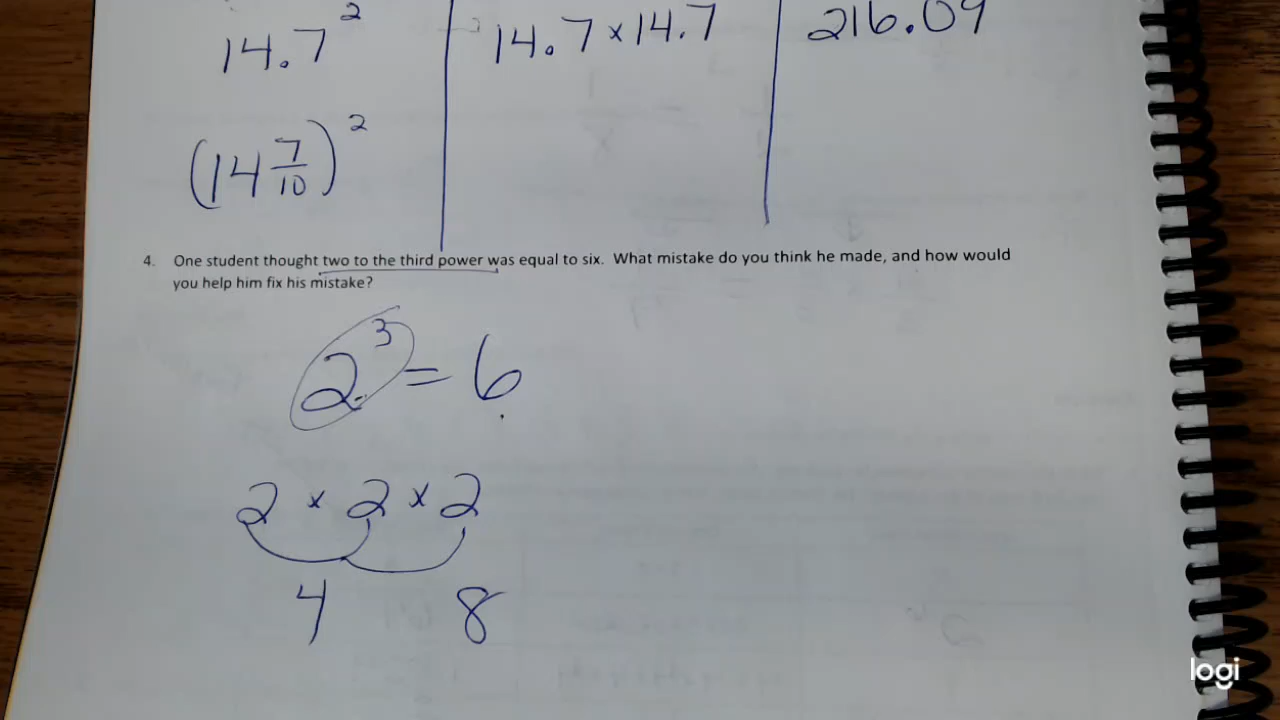 14.7² 14.7 × 14.7 216.09
(14 7/10)²
4. One student thought two to the third power was equal to six. What mistake do you think he made, and how would
you help him fix his mistake?
2³ = 6
2 × 2 × 2
4 8
logi